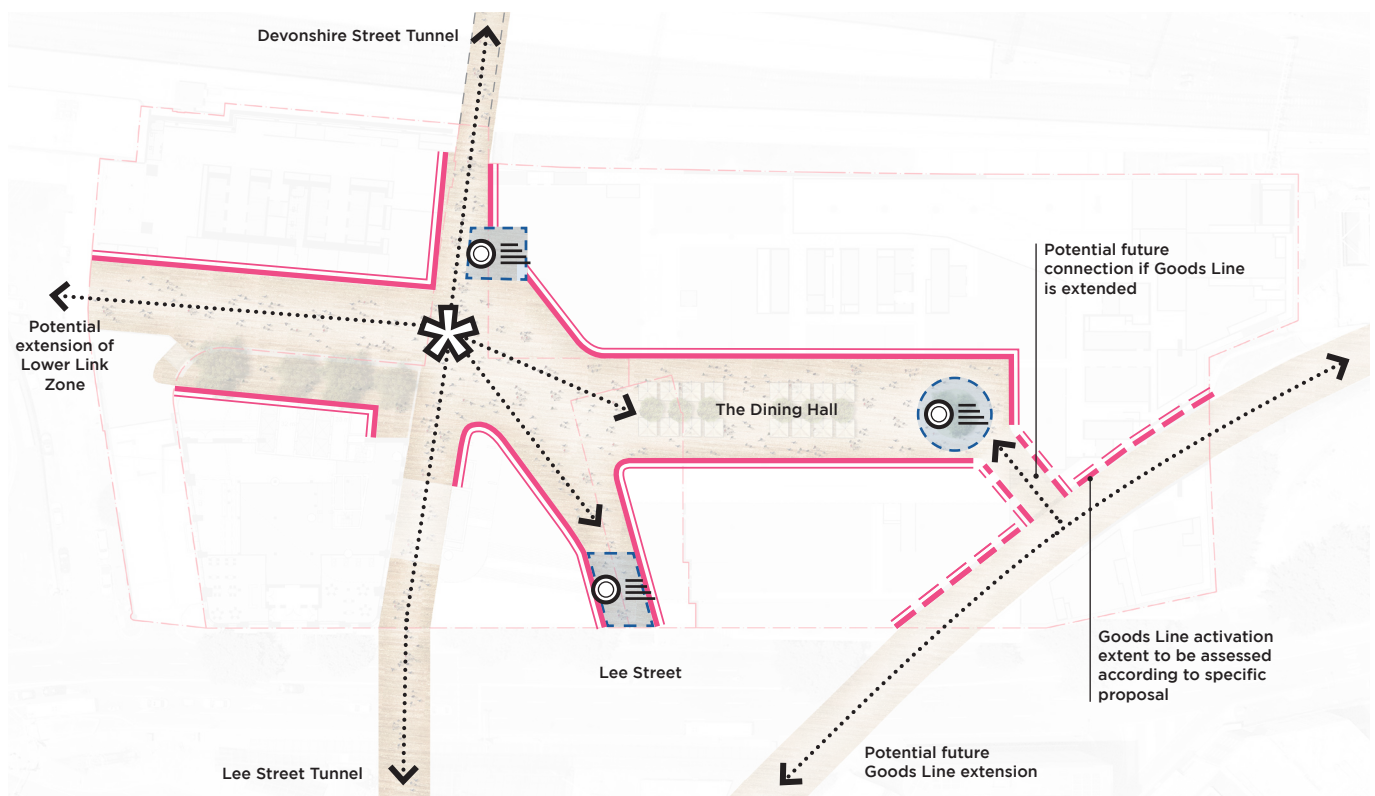 Devonshire Street Tunnel
Potential future
connection if Goods Line
is extended
Potential
extension of
Lower Link
Zone
The Dining Hall
Goods Line activation
extent to be assessed
according to specific
proposal
Lee Street
Potential future
Goods Line extension
Lee Street Tunnel